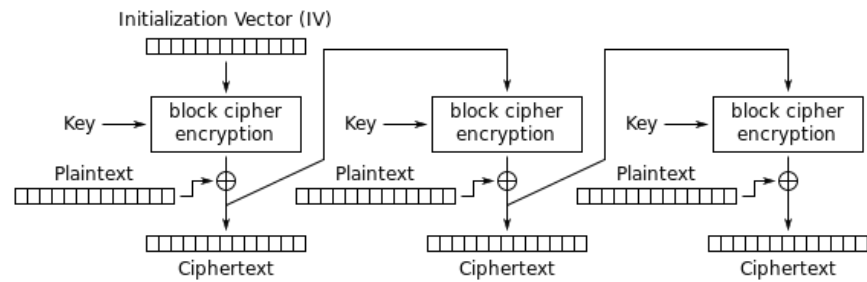 Initialization Vector (IV)
Key
block cipher
encryption
Key
block cipher
encryption
Key
block cipher
encryption
Plaintext
Plaintext
Plaintext
Ciphertext
Ciphertext
Ciphertext